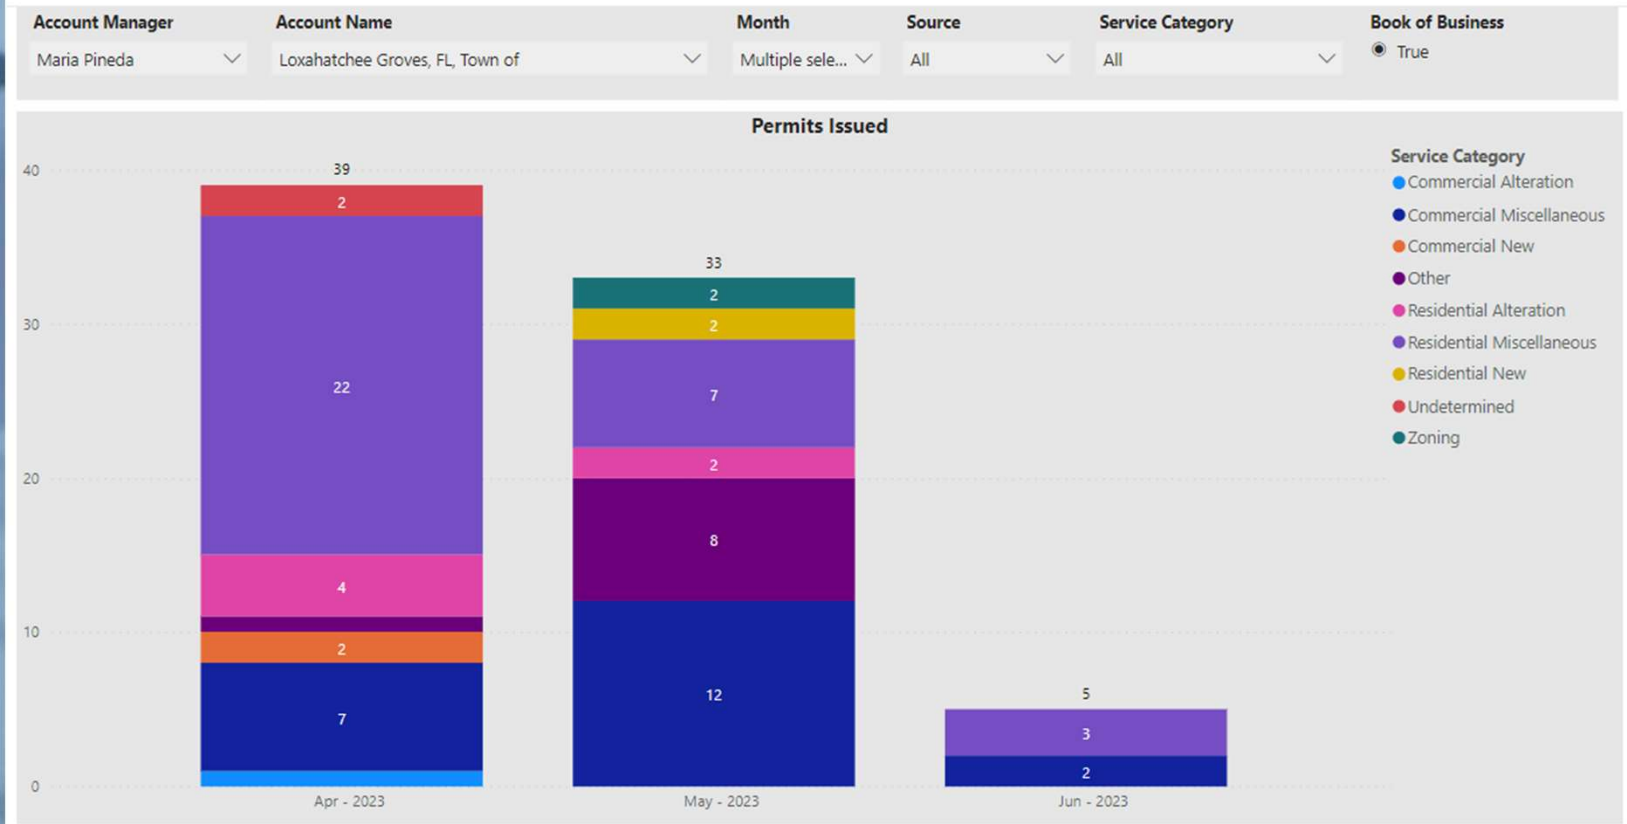 Account Manager
Account Name
Month
Source
Service Category
Book of Business
Maria Pineda
Loxahatchee Groves, FL, Town of
Multiple sele...
All
All
True
Permits Issued
40
30
20
10
0
39
2
22
4
2
7
33
2
2
7
2
8
12
5
3
2
Apr - 2023
May - 2023
Jun - 2023
Service Category
Commercial Alteration
Commercial Miscellaneous
Commercial New
Other
Residential Alteration
Residential Miscellaneous
Residential New
Undetermined
Zoning